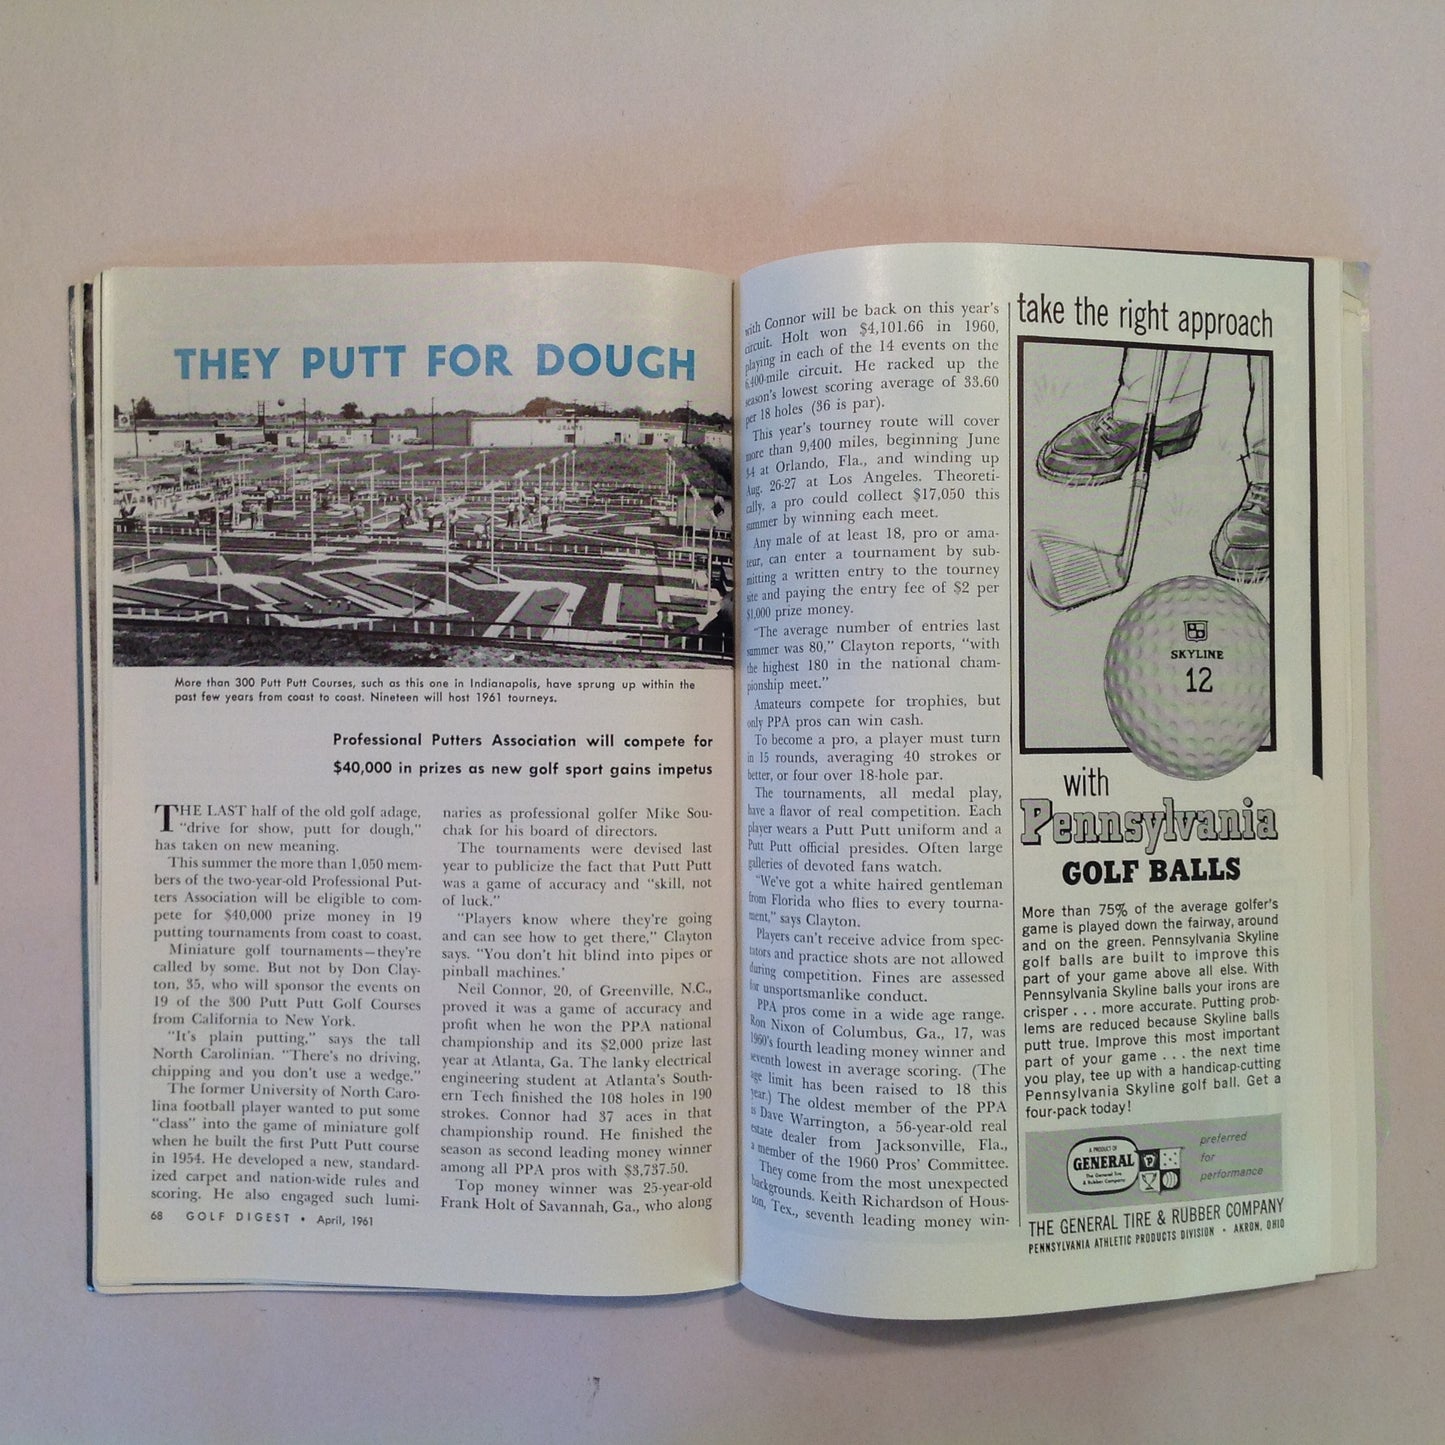 THEY PUTT FOR DOUGH
More than 300 Putt Putt Courses, such as this one in Indianapolis, have sprung up within the
past few years from coast to coast. Nineteen will host 1961 tourneys.
Professional Putters Association will compete for
$40,000 in prizes as new golf sport gains impetus
THE LAST half of the old golf adage,
"drive for show, putt for dough,"
has taken on new meaning.
This summer the more than 1,050 mem-
bers of the two-year-old Professional Put-
ters Association will be eligible to com-
pete for $40,000 prize money in 19
putting tournaments from coast to coast.
Miniature golf tournaments—they're
called by some. But not by Don Clay-
ton, 35, who will sponsor the events on
19 of the 300 Putt Putt Golf Courses
from California to New York.
"It's plain putting," says the tall
North Carolinian. "There's no driving,
chipping and you don't use a wedge."
The former University of North Caro-
lina football player wanted to put some
"class" into the game of miniature golf
when he built the first Putt Putt course
in 1954. He developed a new, standard-
ized carpet and nation-wide rules and
scoring. He also engaged such lumi-
naries as professional golfer Mike Sou-
chak for his board of directors.
The tournaments were devised last
year to publicize the fact that Putt Putt
was a game of accuracy and "skill, not
of luck."
"Players know where they're going
and can see how to get there," Clayton
says. "You don't hit blind into pipes or
pinball machines.'
Neil Connor, 20, of Greenville, N.C.,
proved it was a game of accuracy and
profit when he won the PPA national
championship and its $2,000 prize last
year at Atlanta, Ga. The lanky electrical
engineering student at Atlanta's South-
ern Tech finished the 108 holes in 190
strokes. Connor had 37 aces in that
championship round. He finished the
season as second leading money winner
among all PPA pros with $3,737.50.
Top money winner was 25-year-old
Frank Holt of Savannah, Ga., who along
68 GOLF DIGEST • April, 1961
with Connor will be back on this year's
circuit. Holt won $4,101.66 in 1960,
playing in each of the 14 events on the
6,400-mile circuit. He racked up the
season's lowest scoring average of 33.60
per 18 holes (36 is par).
This year's tourney route will cover
more than 9,400 miles, beginning June
3-4 at Orlando, Fla., and winding up
Aug. 26-27 at Los Angeles. Theoreti-
cally, a pro could collect $17,050 this
summer by winning each meet.
Any male of at least 18, pro or ama-
teur, can enter a tournament by sub-
mitting a written entry to the tourney
site and paying the entry fee of $2 per
$1,000 prize money.
"The average number of entries last
summer was 80," Clayton reports, "with
the highest 180 in the national cham-
pionship meet."
Amateurs compete for trophies, but
only PPA pros can win cash.
To become a pro, a player must turn
in 15 rounds, averaging 40 strokes or
better, or four over 18-hole par.
The tournaments, all medal play,
have a flavor of real competition. Each
player wears a Putt Putt uniform and a
Putt Putt official presides. Often large
galleries of devoted fans watch.
"We've got a white haired gentleman
from Florida who flies to every tourna-
ment," says Clayton.
Players can't receive advice from spec-
tators and practice shots are not allowed
during competition. Fines are assessed
for unsportsmanlike conduct.
PPA pros come in a wide age range.
Ron Nixon of Columbus, Ga., 17, was
1960's fourth leading money winner and
seventh lowest in average scoring. (The
age limit has been raised to 18 this
year.) The oldest member of the PPA
is Dave Warrington, a 56-year-old real
estate dealer from Jacksonville, Fla.,
a member of the 1960 Pros' Committee.
They come from the most unexpected
backgrounds. Keith Richardson of Hous-
ton, Tex., seventh leading money win-
take the right approach
SKYLINE
12
with
Pennsylvania
GOLF BALLS
More than 75% of the average golfer's
game is played down the fairway, around
and on the green. Pennsylvania Skyline
golf balls are built to improve this
part of your game above all else. With
Pennsylvania Skyline balls your irons are
crisper . . . more accurate. Putting prob-
lems are reduced because Skyline balls
putt true. Improve this most important
part of your game . . . the next time
you play, tee up with a handicap-cutting
Pennsylvania Skyline golf ball. Get a
four-pack today!
A PRODUCT OF
GENERAL
The General Tire
& Rubber Company
P
preferred
for
performance
THE GENERAL TIRE & RUBBER COMPANY
PENNSYLVANIA ATHLETIC PRODUCTS DIVISION • AKRON, OHIO